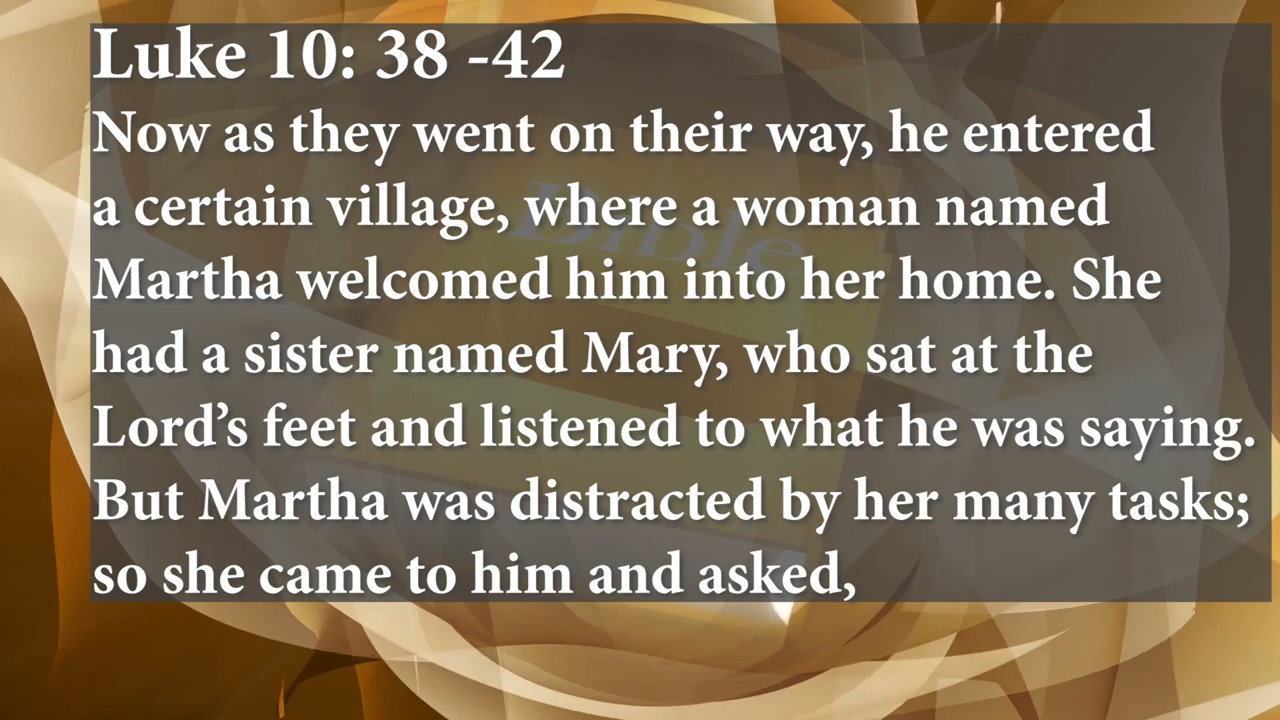 Luke 10: 38 -42
Now as they went on their way, he entered
a certain village, where a woman named
Martha welcomed him into her home. She
had a sister named Mary, who sat at the
Lord’s feet and listened to what he was saying.
But Martha was distracted by her many tasks;
so she came to him and asked,
Bible